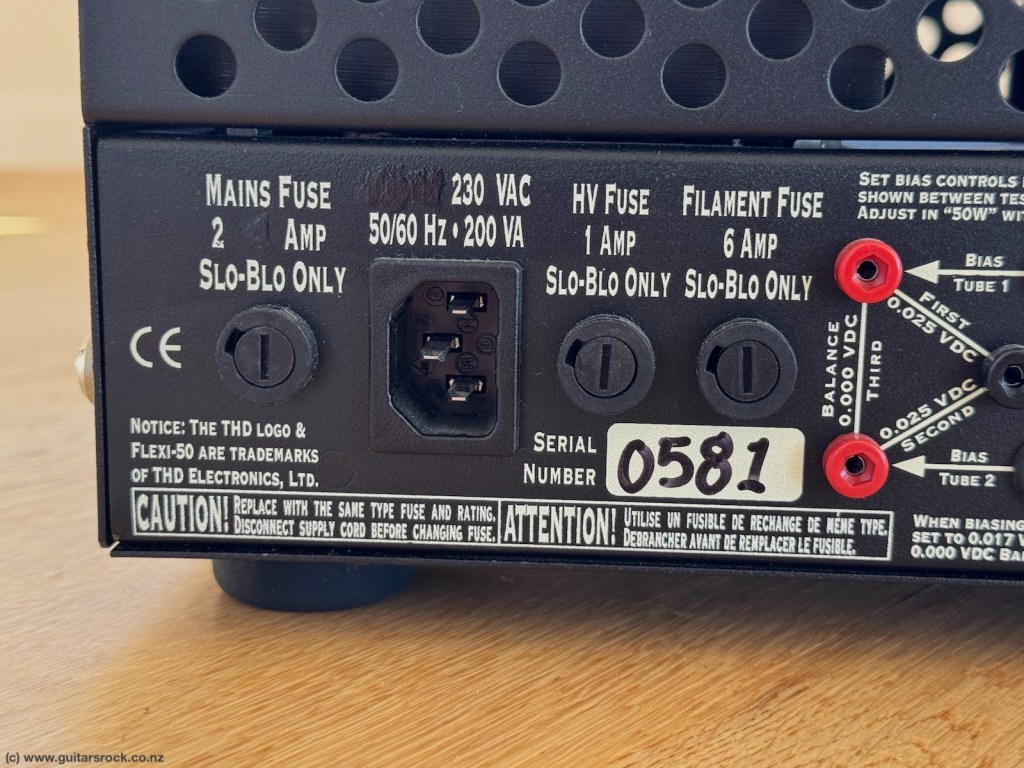 MAINS FUSE
2 AMP
SLO-BLO ONLY
230 VAC
50/60 HZ • 200 VA
HV FUSE
1 AMP
SLO-BLO ONLY
FILAMENT FUSE
6 AMP
SLO-BLO ONLY
SET BIAS CONTROLS
SHOWN BETWEEN TES
ADJUST IN "50W" WI
BIAS
TUBE 1
FIRST
0.025 VDC
BALANCE
0.000 VDC
THIRD
0.025 VDC
SECOND
BIAS
TUBE 2
CE
NOTICE: THE THD LOGO &
FLEXI-50 ARE TRADEMARKS
OF THD ELECTRONICS, LTD.
SERIAL
NUMBER
0581
CAUTION!
REPLACE WITH THE SAME TYPE FUSE AND RATING.
DISCONNECT SUPPLY CORD BEFORE CHANGING FUSE.
ATTENTION!
UTILISE UN FUSIBLE DE RECHANGE DE MÊME TYPE.
DEBRANCHER AVANT DE REMPLACER LE FUSIBLE.
WHEN BIASING
SET TO 0.017 V
0.000 VDC BA
(c) www.guitarsrock.co.nz